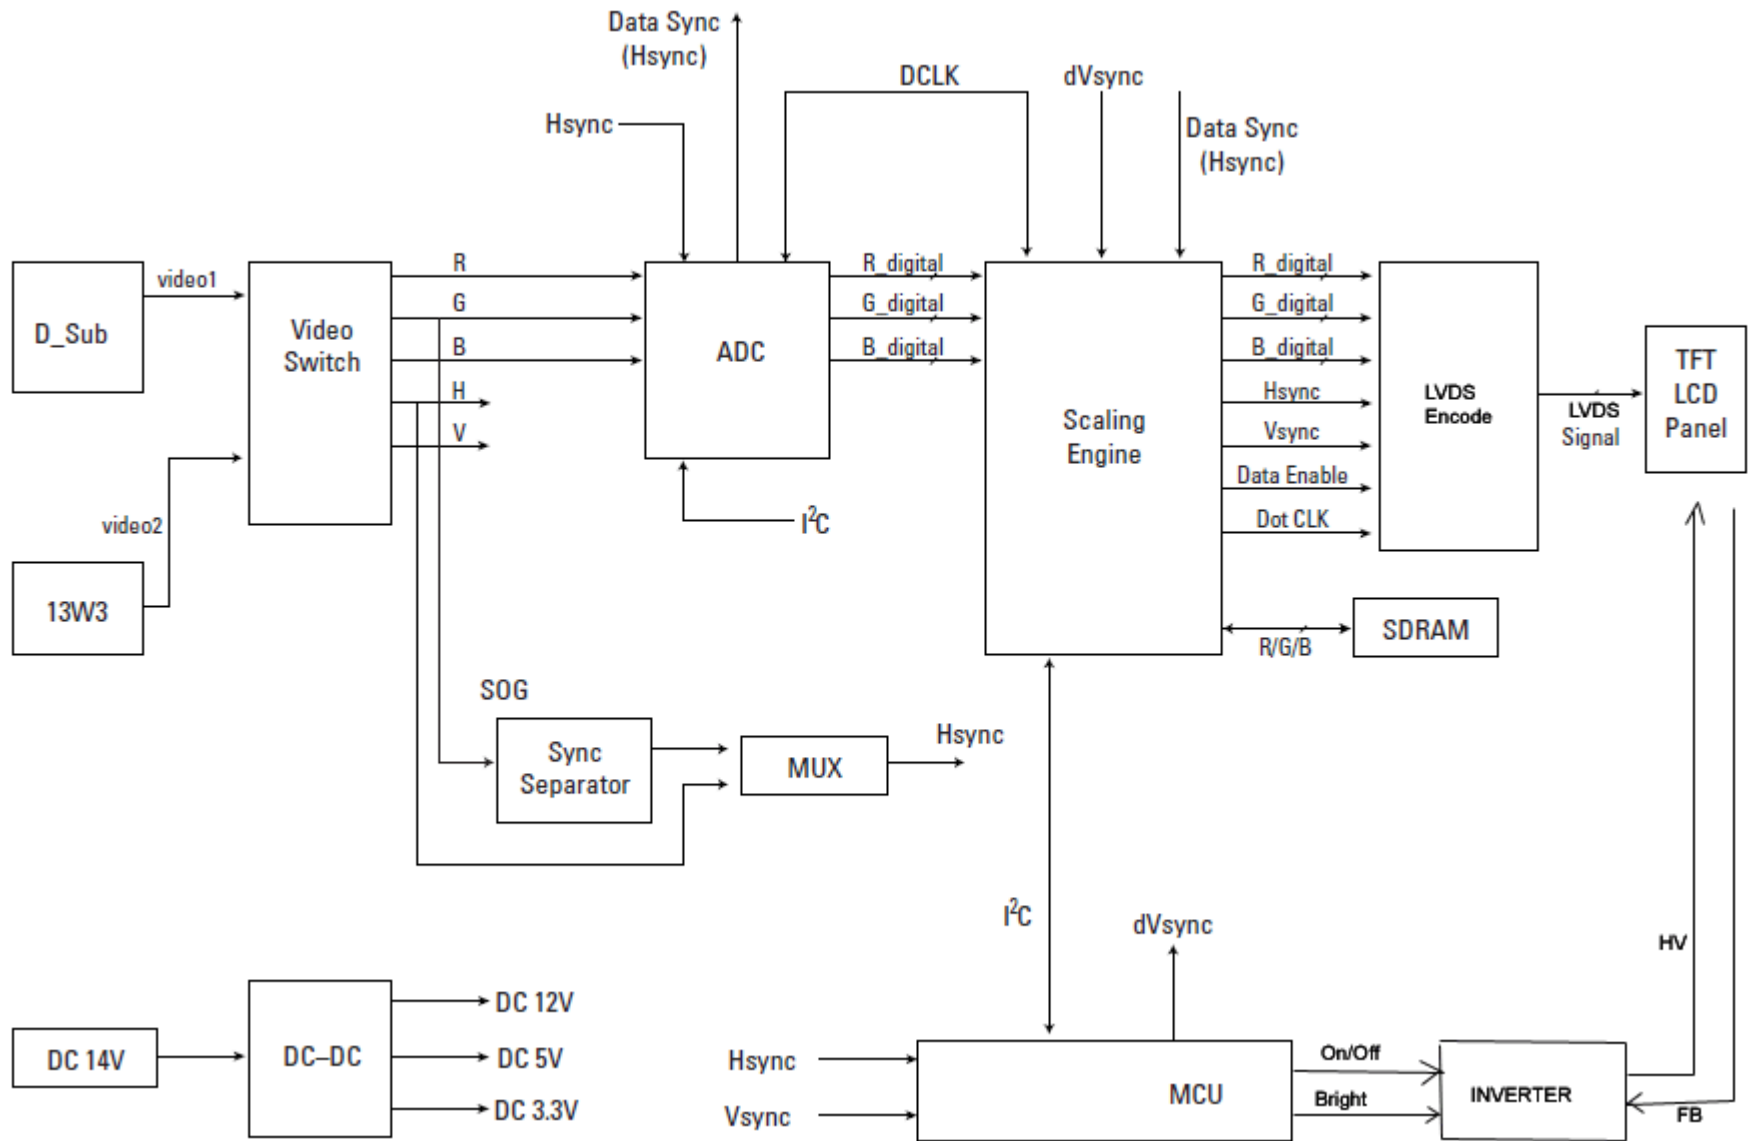 Data Sync
(Hsync)
DCLK
dVsync
Hsync
Data Sync
(Hsync)
D_Sub
video1
Video
Switch
R
G
B
H
V
ADC
R_digital
G_digital
B_digital
Scaling
Engine
R_digital
G_digital
B_digital
Hsync
Vsync
Data Enable
Dot CLK
LVDS
Encode
LVDS
Signal
TFT
LCD
Panel
video2
I²C
13W3
R/G/B
SDRAM
SOG
Sync
Separator
MUX
Hsync
I²C
dVsync
HV
DC 14V
DC–DC
DC 12V
DC 5V
DC 3.3V
Hsync
Vsync
MCU
On/Off
Bright
INVERTER
FB